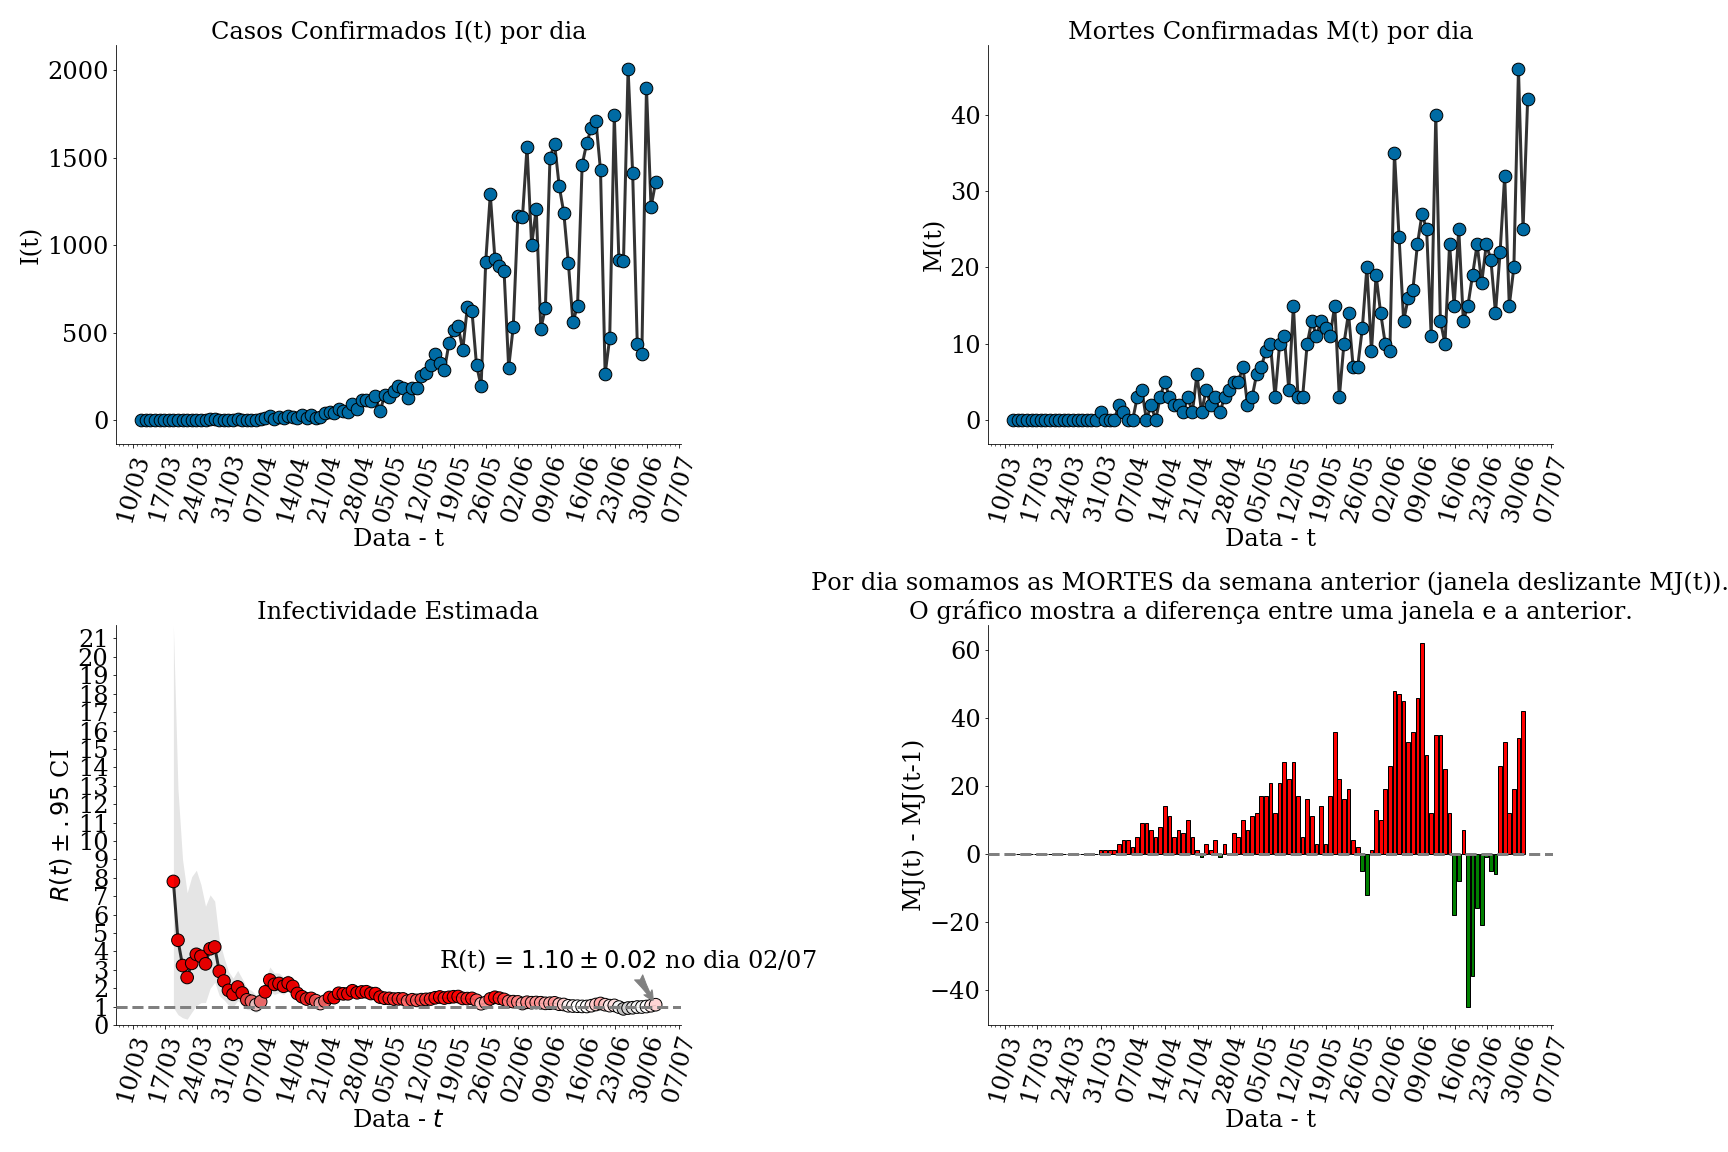 Casos Confirmados I(t) por dia
I(t)
2000
1500
1000
500
0
10/03 17/03 24/03 31/03 07/04 14/04 21/04 28/04 05/05 12/05 19/05 26/05 02/06 09/06 16/06 23/06 30/06 07/07
Data - t
Mortes Confirmadas M(t) por dia
M(t)
40
30
20
10
0
10/03 17/03 24/03 31/03 07/04 14/04 21/04 28/04 05/05 12/05 19/05 26/05 02/06 09/06 16/06 23/06 30/06 07/07
Data - t
Infectividade Estimada
R(t) ± .95 CI
21
20
19
18
17
16
15
14
13
12
11
10
9
8
7
6
5
4
3
2
1
0
R(t) = 1.10 ± 0.02 no dia 02/07
10/03 17/03 24/03 31/03 07/04 14/04 21/04 28/04 05/05 12/05 19/05 26/05 02/06 09/06 16/06 23/06 30/06 07/07
Data - t
Por dia somamos as MORTES da semana anterior (janela deslizante MJ(t)).
O gráfico mostra a diferença entre uma janela e a anterior.
MJ(t) - MJ(t-1)
60
40
20
0
−20
−40
10/03 17/03 24/03 31/03 07/04 14/04 21/04 28/04 05/05 12/05 19/05 26/05 02/06 09/06 16/06 23/06 30/06 07/07
Data - t